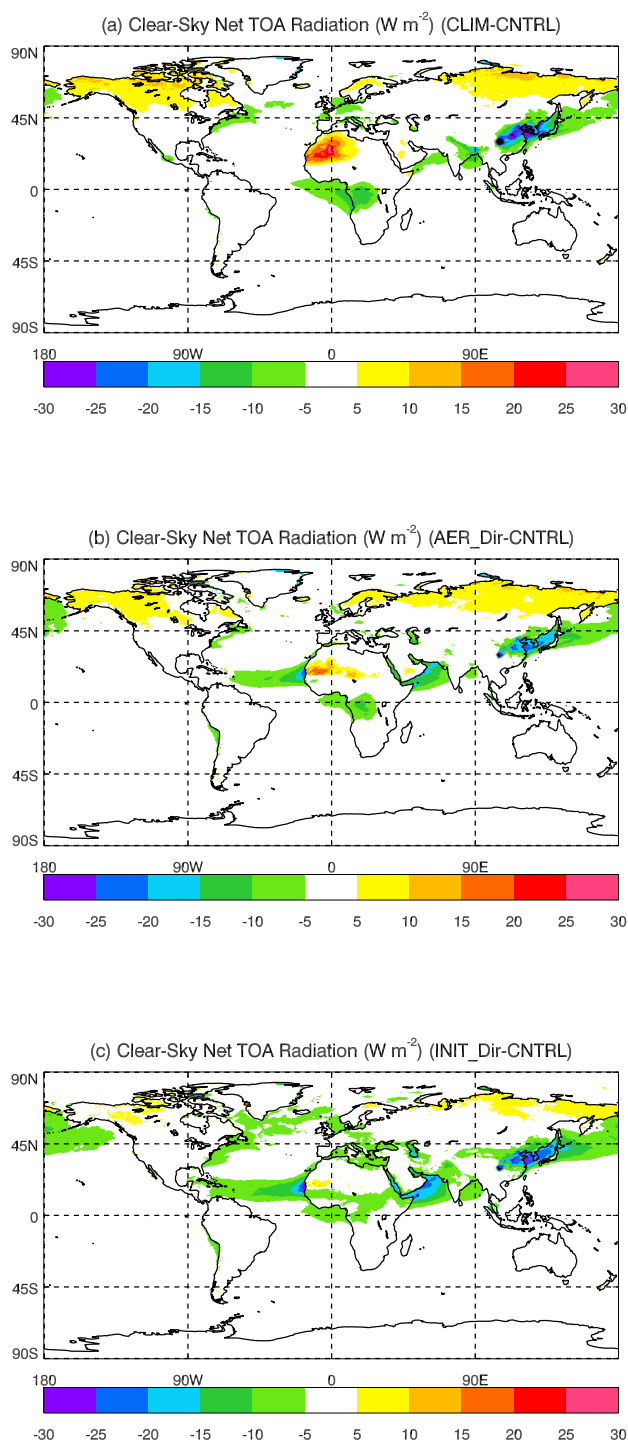 (a) Clear-Sky Net TOA Radiation (W m-2) (CLIM-CNTRL)
90N
45N
0
45S
90S
180 90W 0 90E
-30 -25 -20 -15 -10 -5 5 10 15 20 25 30
(b) Clear-Sky Net TOA Radiation (W m-2) (AER_Dir-CNTRL)
90N
45N
0
45S
90S
180 90W 0 90E
-30 -25 -20 -15 -10 -5 5 10 15 20 25 30
(c) Clear-Sky Net TOA Radiation (W m-2) (INIT_Dir-CNTRL)
90N
45N
0
45S
90S
180 90W 0 90E
-30 -25 -20 -15 -10 -5 5 10 15 20 25 30